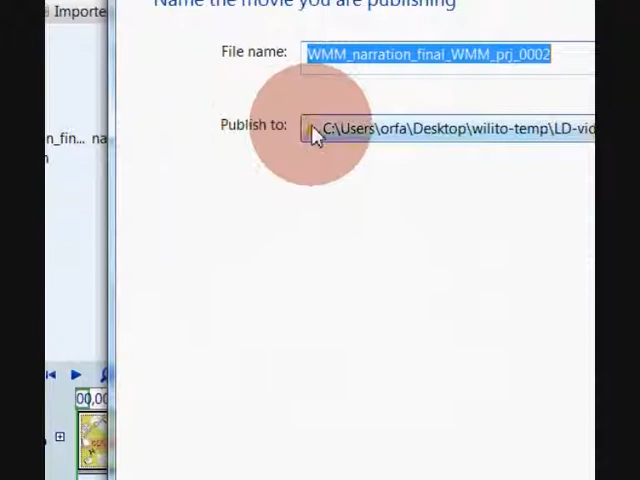 Name the movie you are publishing
Importe
File name:
WMM_narration_final_WMM_prj_0002
Publish to:
C:\Users\orfa\Desktop\wilito-temp\LD-vid
n_fin... na
n
00,00